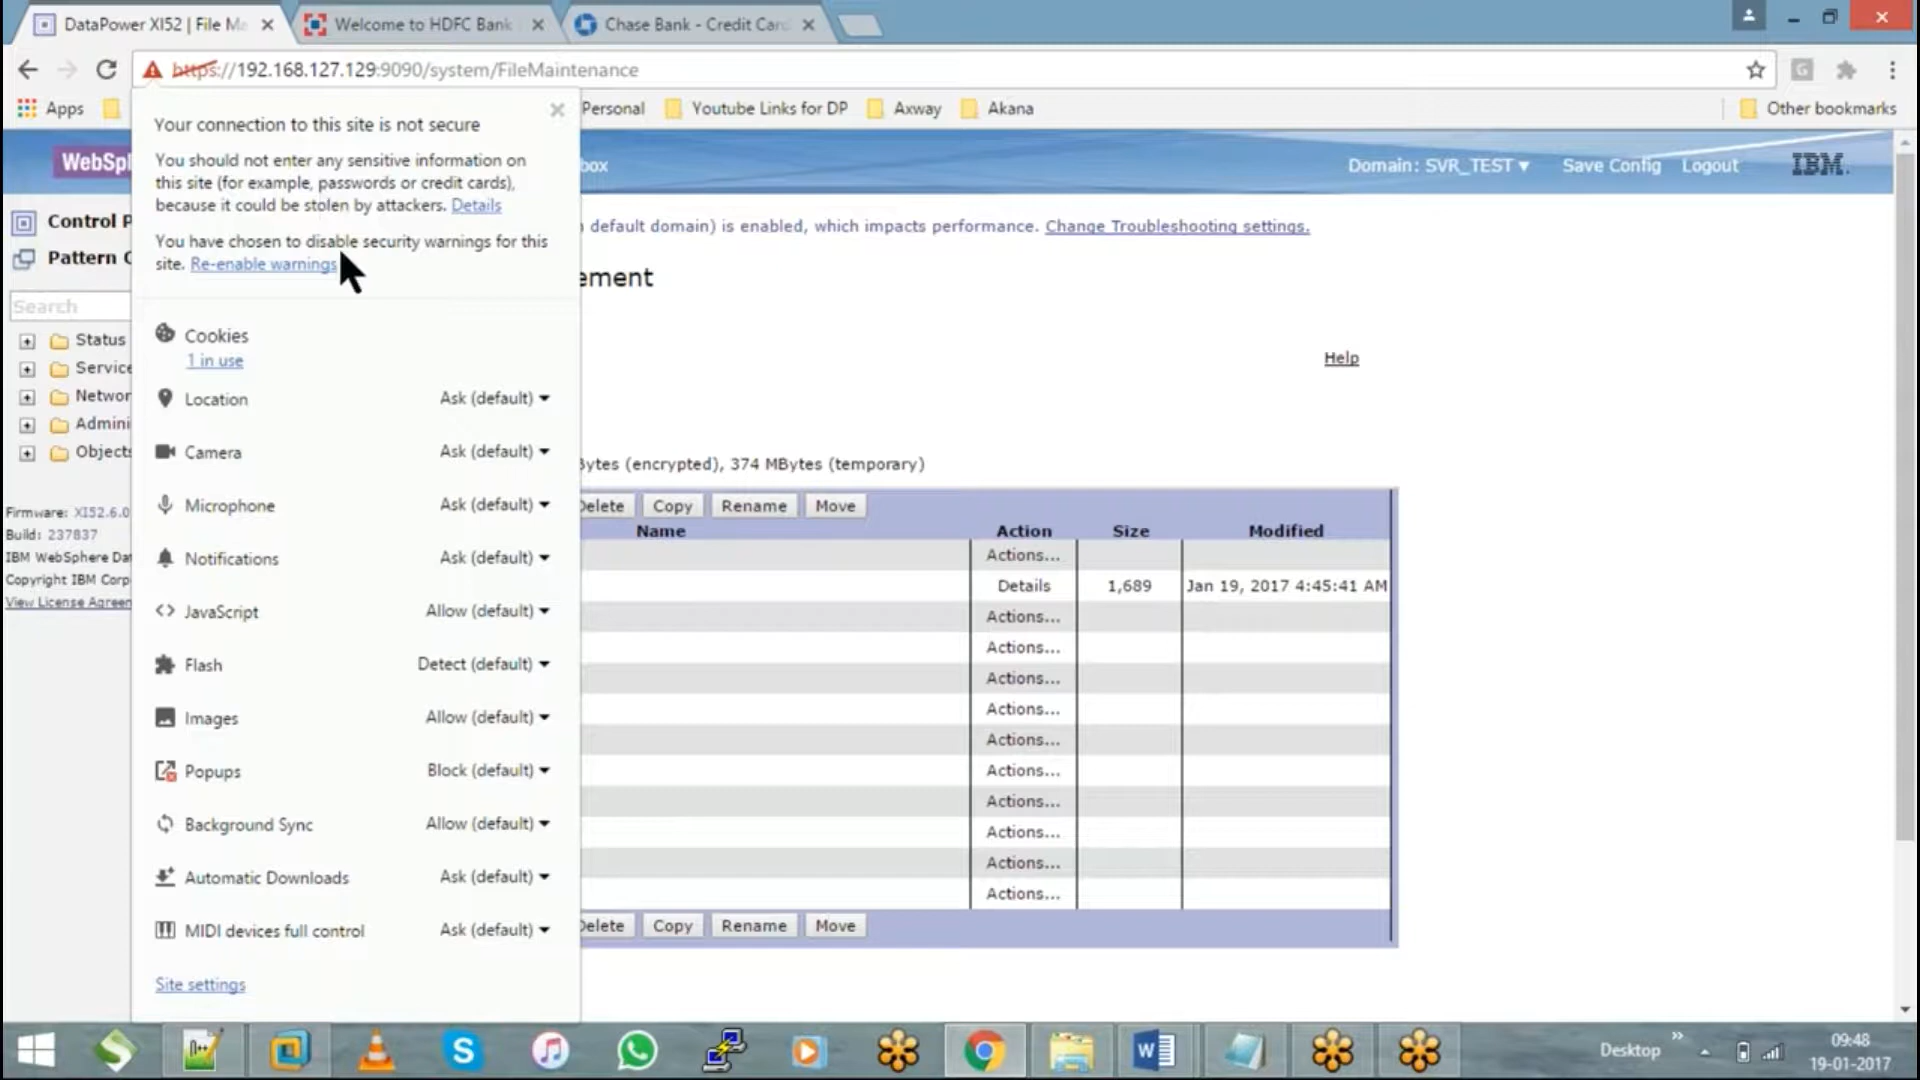 DataPower XI52 | File Ma
Welcome to HDFC Bank
Chase Bank - Credit Card
https://192.168.127.129:9090/system/FileMaintenance
Apps
Personal
Youtube Links for DP
Axway
Akana
Other bookmarks
Your connection to this site is not secure
You should not enter any sensitive information on
this site (for example, passwords or credit cards),
because it could be stolen by attackers. Details
You have chosen to disable security warnings for this
site. Re-enable warnings
Cookies
1 in use
Location Ask (default)
Camera Ask (default)
Microphone Ask (default)
Notifications Ask (default)
JavaScript Allow (default)
Flash Detect (default)
Images Allow (default)
Popups Block (default)
Background Sync Allow (default)
Automatic Downloads Ask (default)
MIDI devices full control Ask (default)
Site settings
WebSpl
box
Domain: SVR_TEST
Save Config
Logout
IBM.
Control P
Pattern C
Search
Status
Service
Networ
Admini
Objects
Firmware: XI52.6.0
Build: 237837
IBM WebSphere Dat
Copyright IBM Corp
View License Agreem
default domain) is enabled, which impacts performance. Change Troubleshooting settings.
ement
Help
Bytes (encrypted), 374 MBytes (temporary)
Delete Copy Rename Move
Name Action Size Modified
Actions...
Details 1,689 Jan 19, 2017 4:45:41 AM
Actions...
Actions...
Actions...
Actions...
Actions...
Actions...
Actions...
Actions...
Actions...
Actions...
Delete Copy Rename Move
Desktop
09:48
19-01-2017